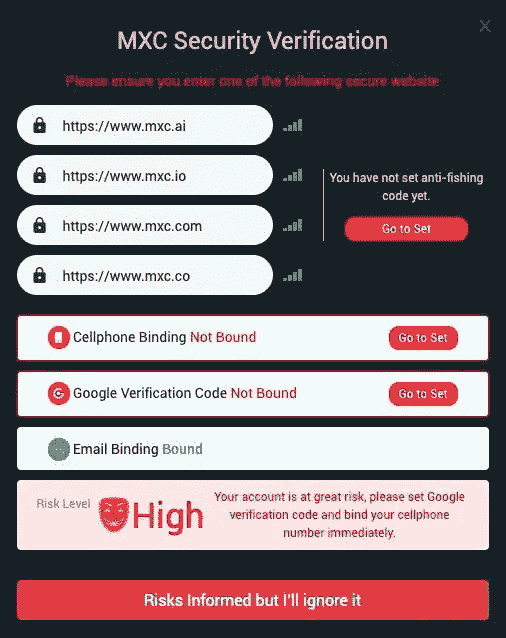 MXC Security Verification
Please ensure you enter one of the following secure website
https://www.mxc.ai
https://www.mxc.io
https://www.mxc.com
https://www.mxc.co
You have not set anti-fishing
code yet.
Go to Set
Cellphone Binding Not Bound
Go to Set
Google Verification Code Not Bound
Go to Set
Email Binding Bound
Risk Level
High
Your account is at great risk, please set Google
verification code and bind your cellphone
number immediately.
Risks Informed but I'll ignore it